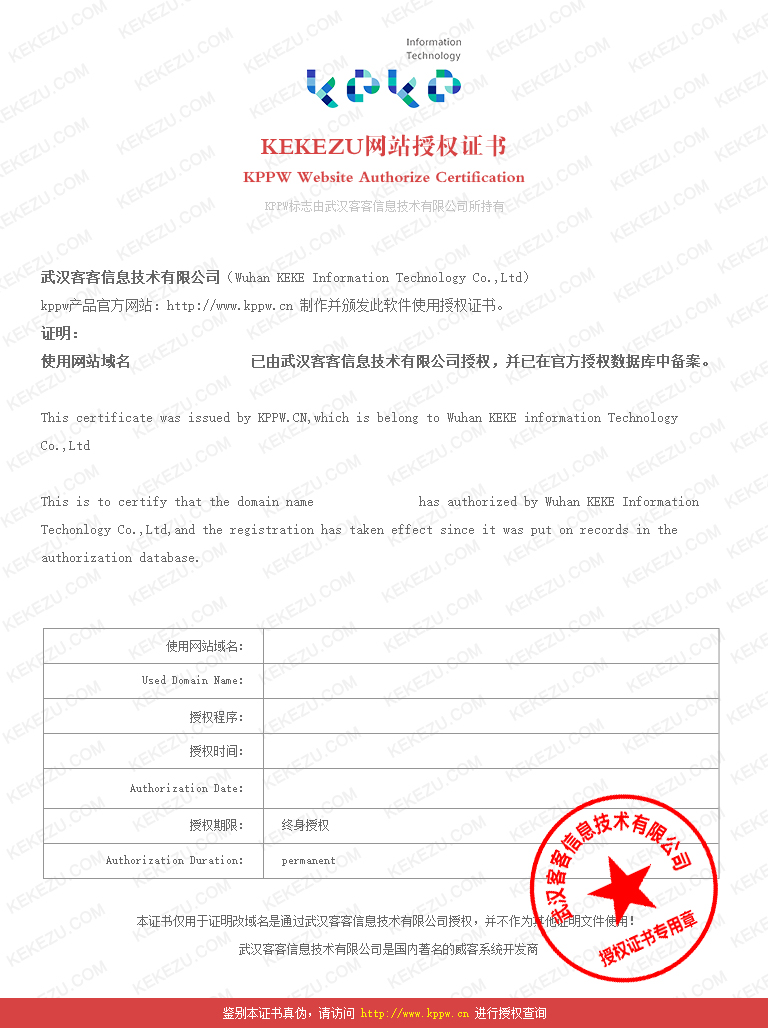 Information
Technology
keke
KEKEZU网站授权证书
KPPW Website Authorize Certification
KPPW标志由武汉客客信息技术有限公司所持有
武汉客客信息技术有限公司（Wuhan KEKE Information Technology Co.,Ltd）
kppw产品官方网站：http://www.kppw.cn 制作并颁发此软件使用授权证书。
证明：
使用网站域名 已由武汉客客信息技术有限公司授权，并已在官方授权数据库中备案。
This certificate was issued by KPPW.CN,which is belong to Wuhan KEKE information Technology
Co.,Ltd
This is to certify that the domain name has authorized by Wuhan KEKE Information
Techonlogy Co.,Ltd,and the registration has taken effect since it was put on records in the
authorization database.
使用网站域名：
Used Domain Name:
授权程序：
授权时间：
Authorization Date:
授权期限： 终身授权
Authorization Duration: permanent
武汉客客信息技术有限公司
授权证书专用章
本证书仅用于证明改域名是通过武汉客客信息技术有限公司授权，并不作为其他证明文件使用！
武汉客客信息技术有限公司是国内著名的威客系统开发商
鉴别本证书真伪，请访问 http://www.kppw.cn 进行授权查询
KEKEZU.COM